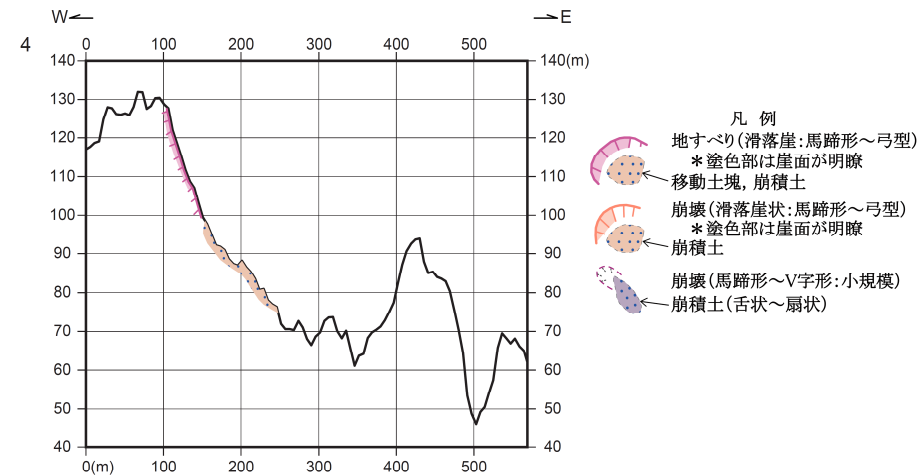 W E
4
0 100 200 300 400 500
140 140(m)
130 130
120 120
110 110
100 100
90 90
80 80
70 70
60 60
50 50
40 40
0(m) 100 200 300 400 500
凡 例
地すべり(滑落崖:馬蹄形～弓型)
＊塗色部は崖面が明瞭
移動土塊, 崩積土
崩壊(滑落崖状:馬蹄形～弓型)
＊塗色部は崖面が明瞭
崩積土
崩壊(馬蹄形～V字形:小規模)
崩積土(舌状～扇状)